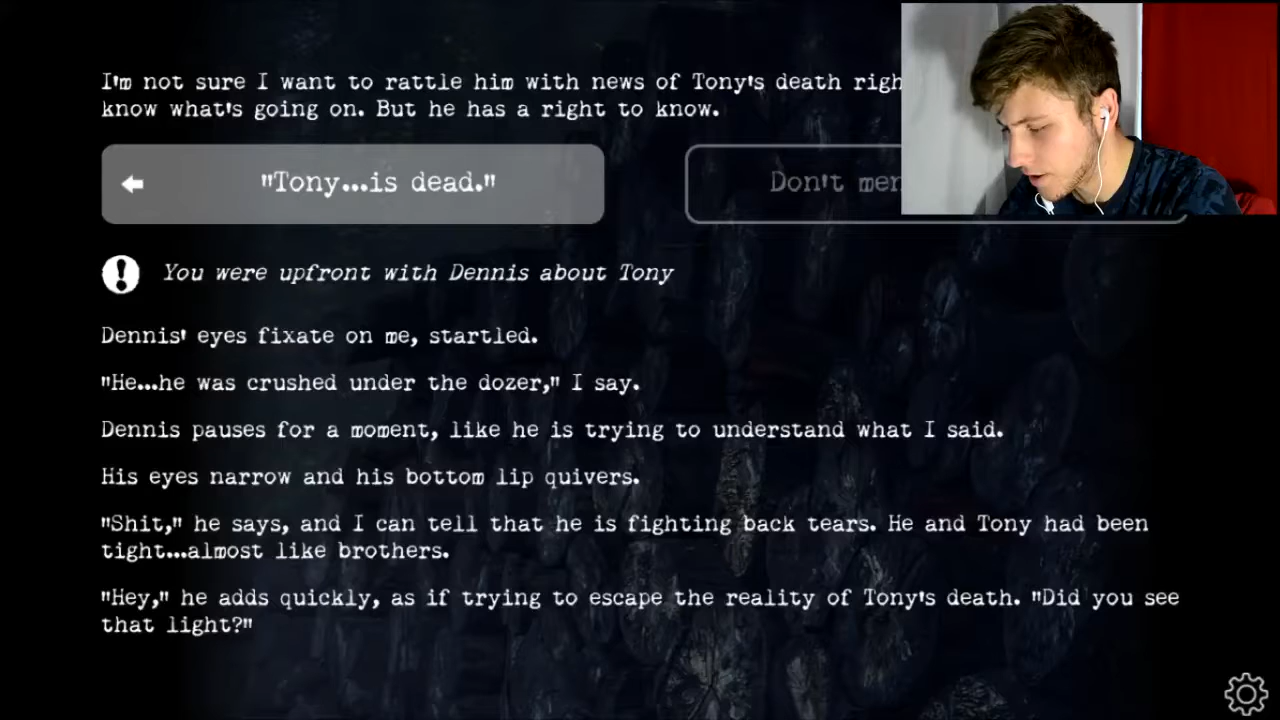 I'm not sure I want to rattle him with news of Tony's death
know what's going on. But he has a right to know.
"Tony...is dead."
Don't
You were upfront with Dennis about Tony
Dennis' eyes fixate on me, startled.
"He...he was crushed under the dozer," I say.
Dennis pauses for a moment, like he is trying to understand what I said.
His eyes narrow and his bottom lip quivers.
"Shit," he says, and I can tell that he is fighting back tears. He and Tony had been
tight...almost like brothers.
"Hey," he adds quickly, as if trying to escape the reality of Tony's death. "Did you see
that light?"